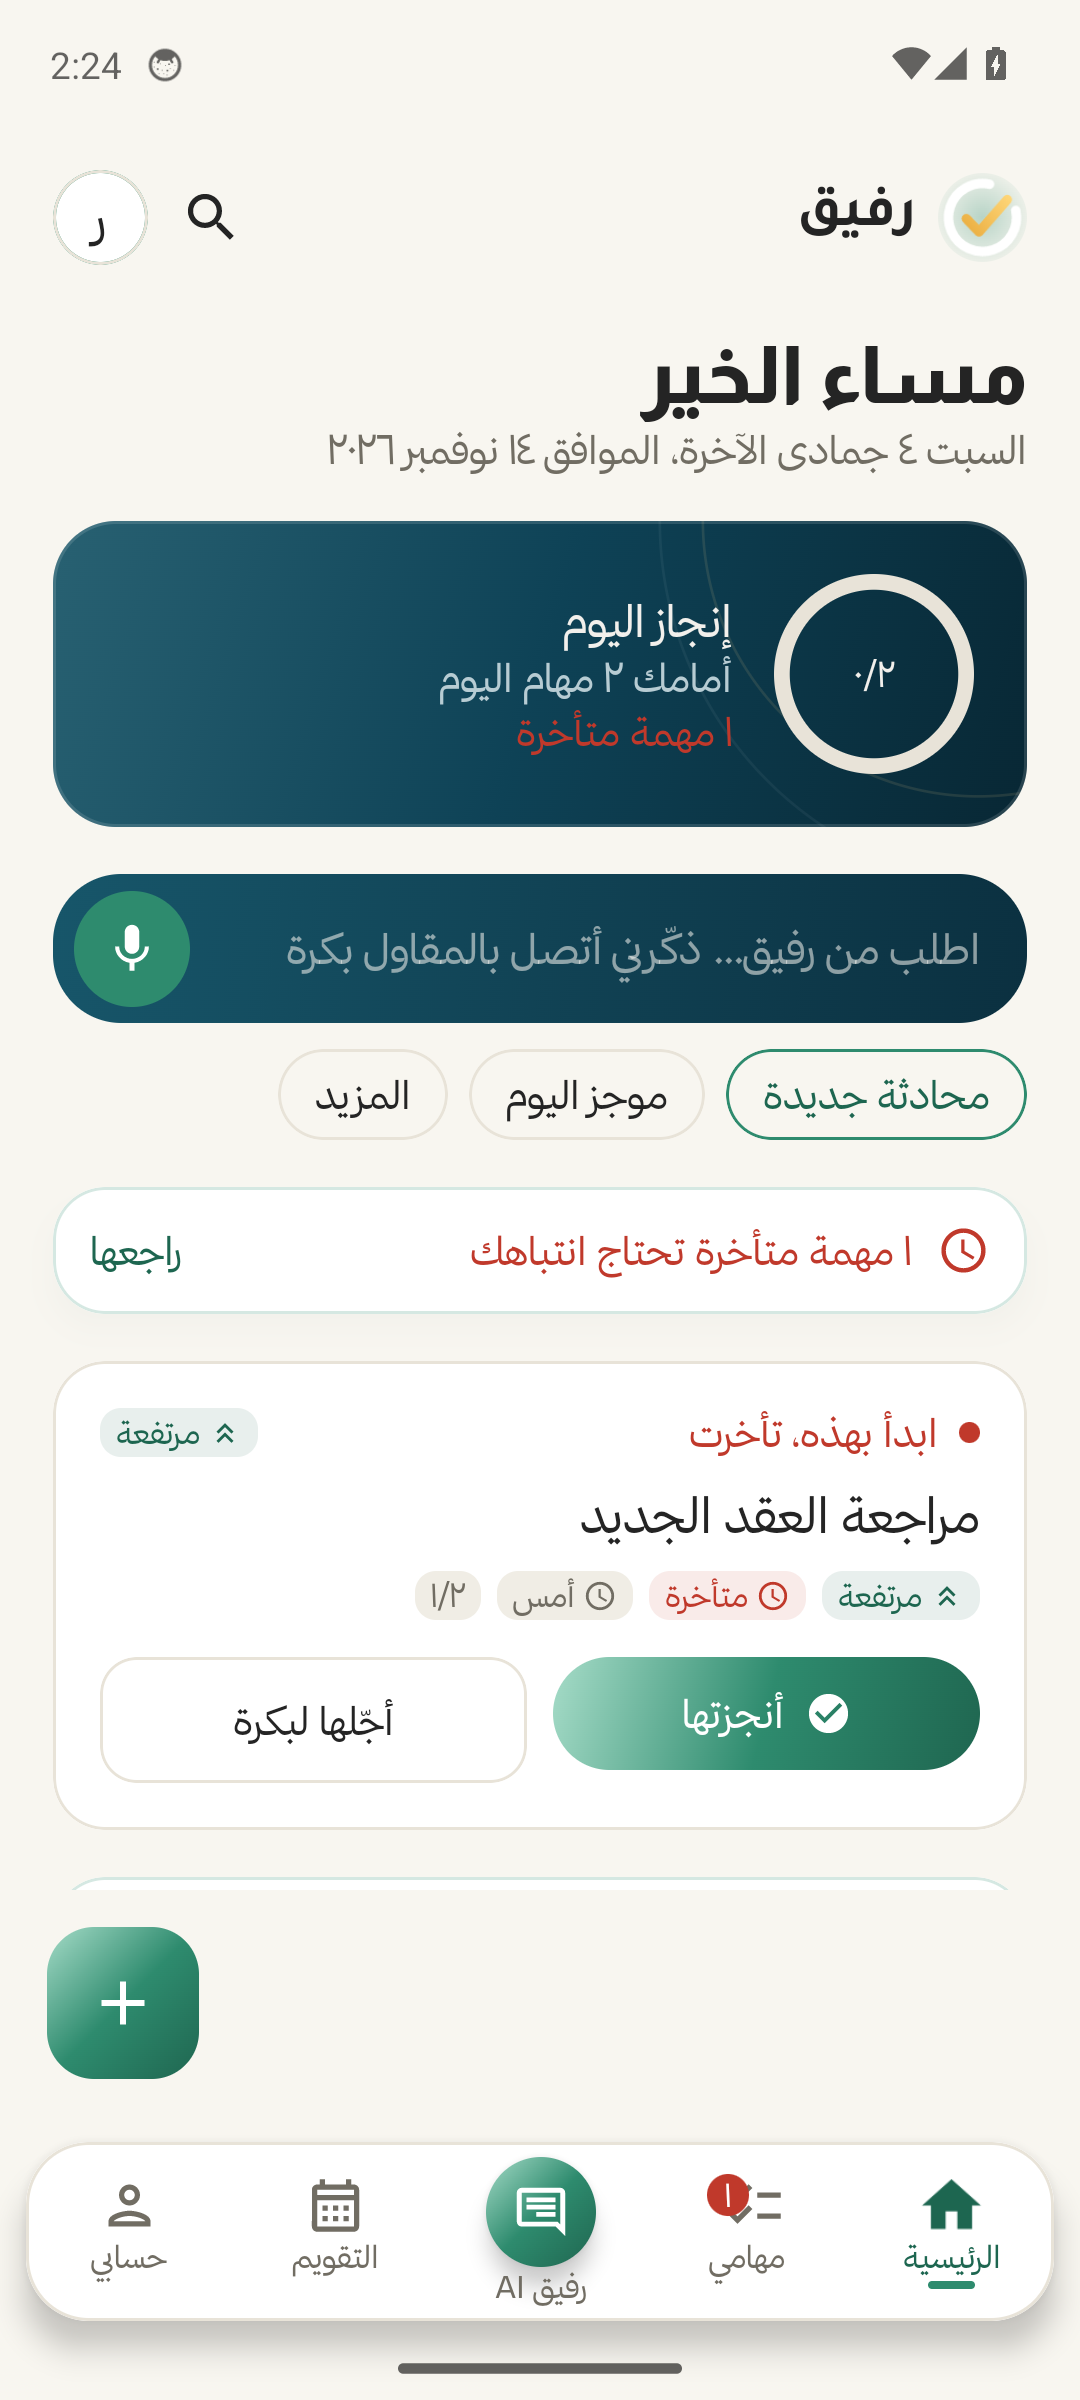 2:24
رفيق
ر
مساء الخير
السبت ٤ جمادى الآخرة، الموافق ١٤ نوفمبر ٢٠٢٦
٠/٢
إنجاز اليوم
أمامك ٢ مهام اليوم
١ مهمة متأخرة
اطلب من رفيق... ذكّرني أتصل بالمقاول بكرة
محادثة جديدة
موجز اليوم
المزيد
١ مهمة متأخرة تحتاج انتباهك
راجعها
ابدأ بهذه، تأخرت
مرتفعة
مراجعة العقد الجديد
مرتفعة
متأخرة
أمس
١/٢
أنجزتها
أجّلها لبكرة
الرئيسية
١
مهامي
رفيق AI
التقويم
حسابي